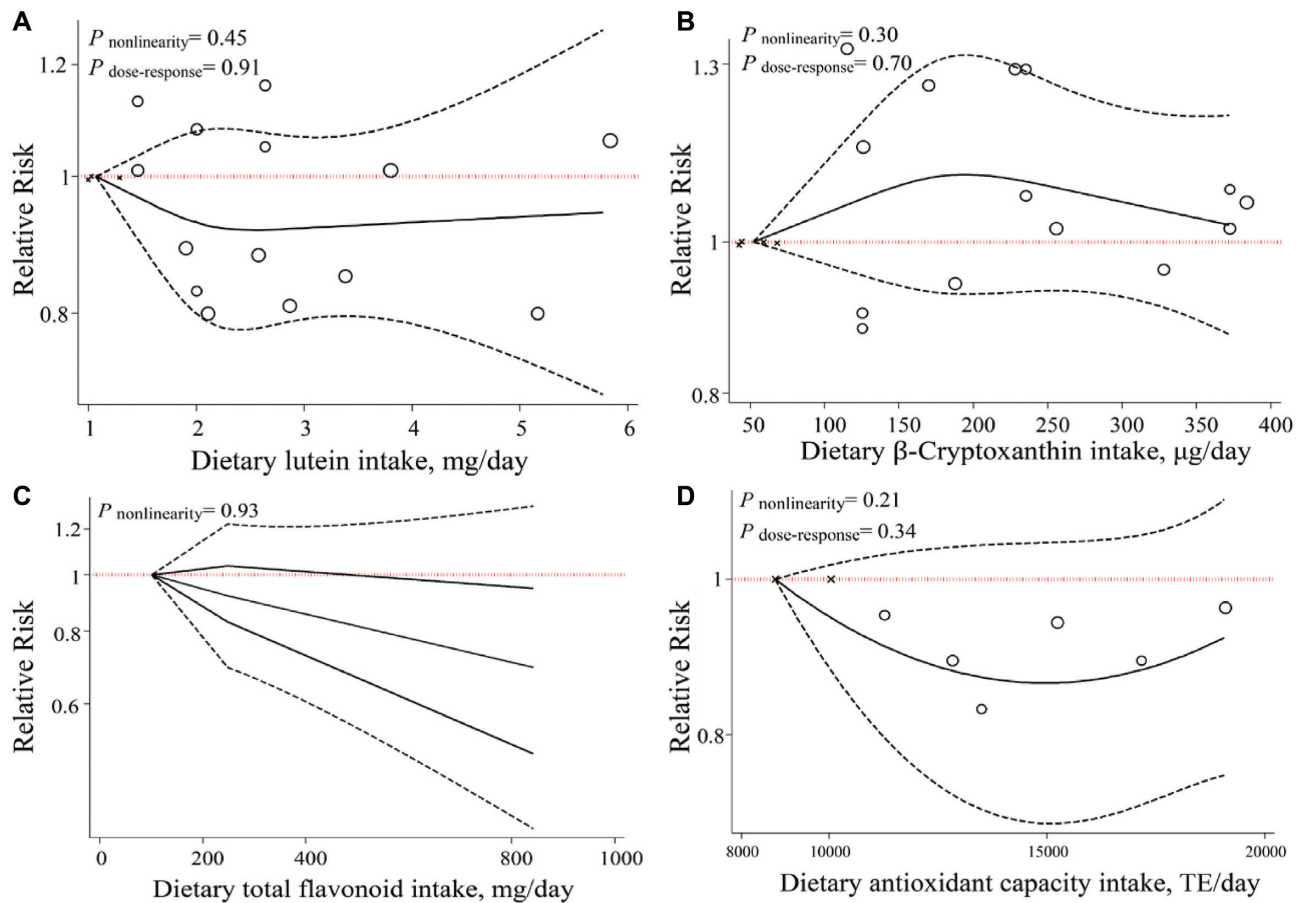 A
P nonlinearity= 0.45
P dose-response= 0.91
1.2
1
0.8
Relative Risk
1 2 3 4 5 6
Dietary lutein intake, mg/day
B
P nonlinearity= 0.30
P dose-response= 0.70
1.3
1
0.8
Relative Risk
50 100 150 200 250 300 350 400
Dietary β-Cryptoxanthin intake, μg/day
C
P nonlinearity= 0.93
1.2
1
0.8
0.6
Relative Risk
0 200 400 800 1000
Dietary total flavonoid intake, mg/day
D
P nonlinearity= 0.21
P dose-response= 0.34
1
0.8
Relative Risk
8000 10000 15000 20000
Dietary antioxidant capacity intake, TE/day